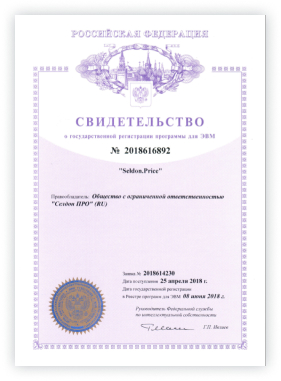 РОССИЙСКАЯ ФЕДЕРАЦИЯ
СВИДЕТЕЛЬСТВО
о государственной регистрации программы для ЭВМ
№ 2018616892
"Seldon.Price"
Правообладатель: Общество с ограниченной ответственностью
"Селдон ПРО" (RU)
Заявка № 2018614230
Дата поступления 25 апреля 2018 г.
Дата государственной регистрации
в Реестре программ для ЭВМ 08 июня 2018 г.
Руководитель Федеральной службы
по интеллектуальной собственности
Г.П. Ивлиев